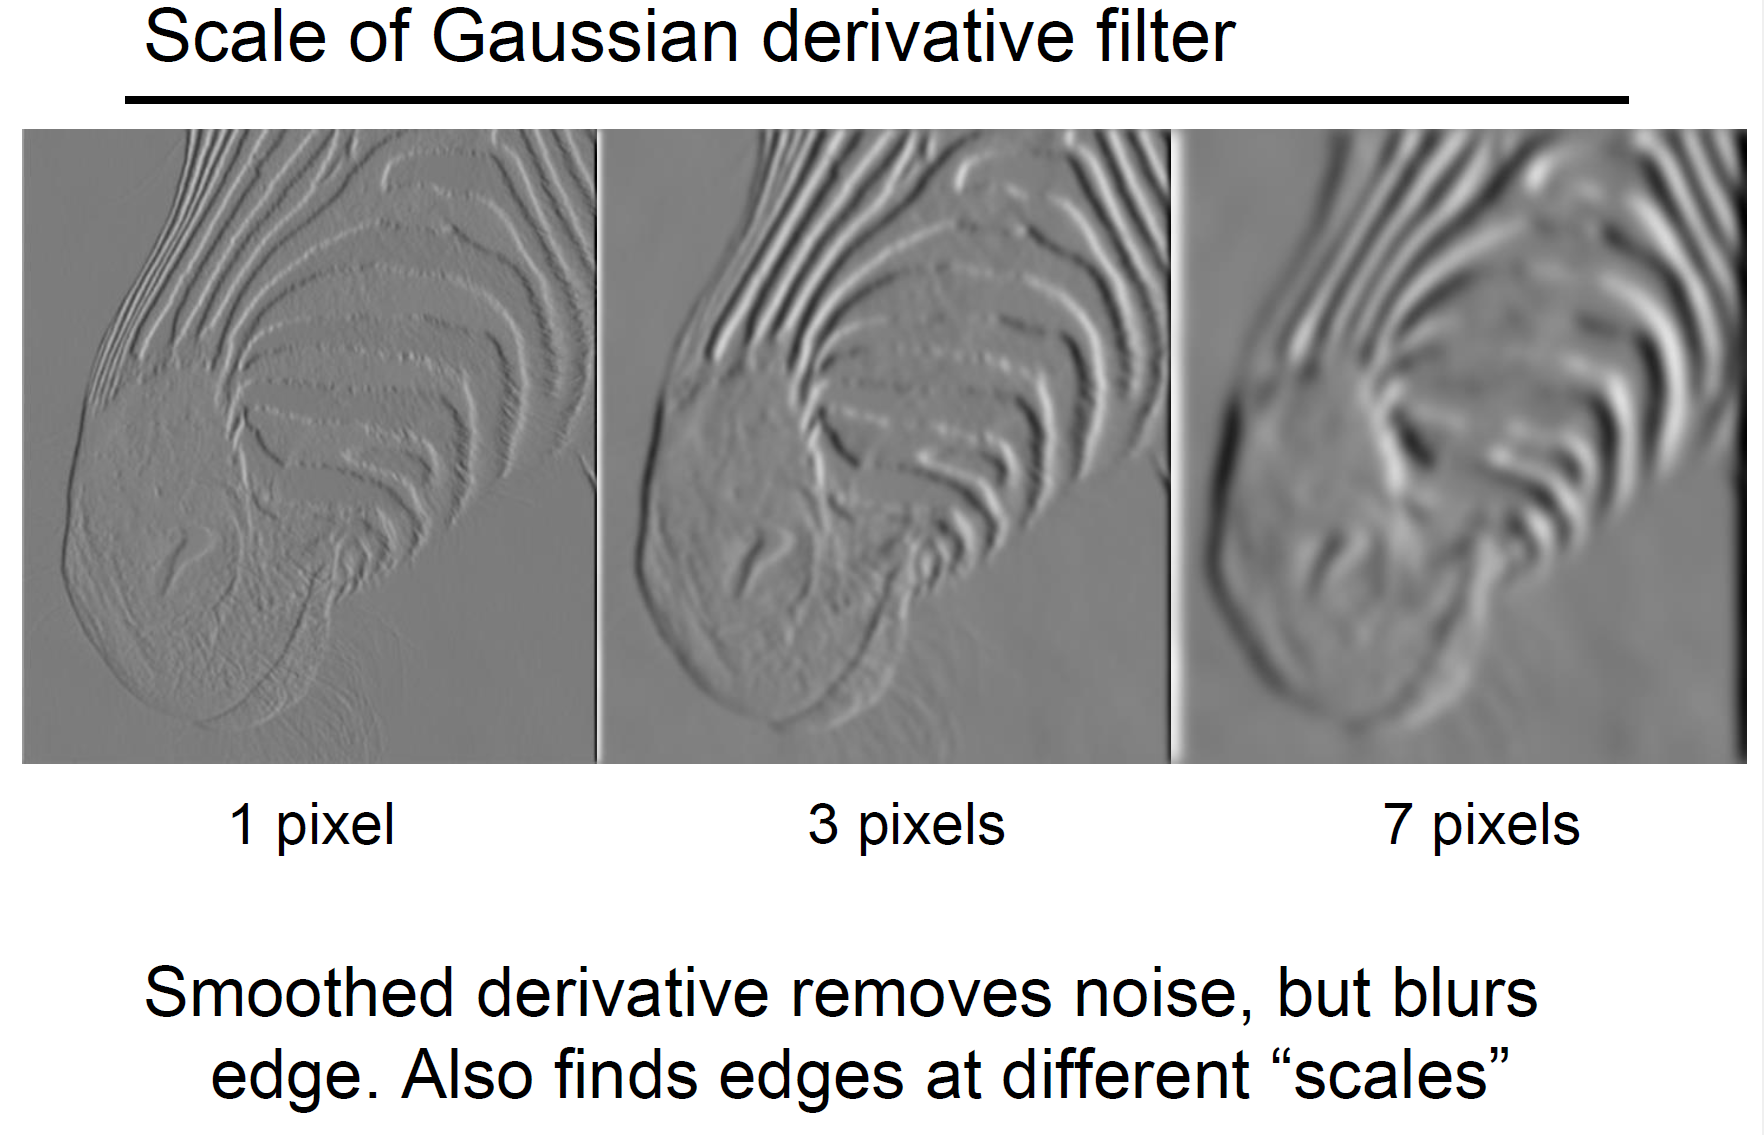 Scale of Gaussian derivative filter
1 pixel
3 pixels
7 pixels
Smoothed derivative removes noise, but blurs
edge. Also finds edges at different “scales”